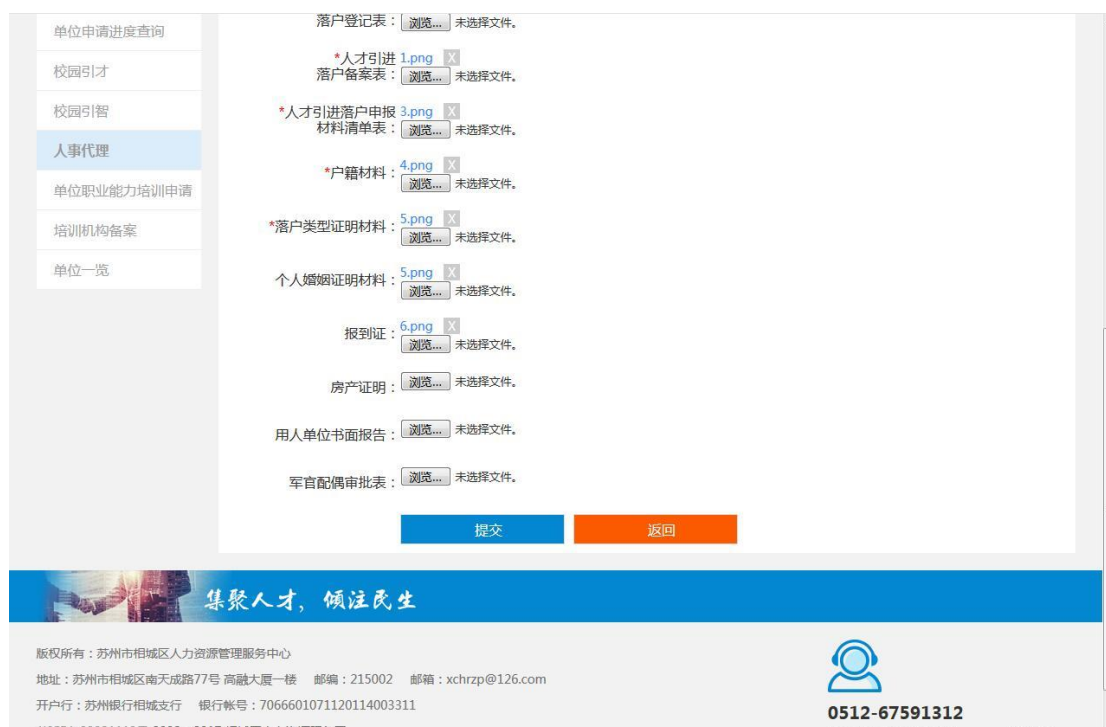 单位申请进度查询
校园引才
校园引智
人事代理
单位职业能力培训申请
培训机构备案
单位一览
落户登记表： 浏览... 未选择文件。
*人才引进 1.png X
落户备案表： 浏览... 未选择文件。
*人才引进落户申报 3.png X
材料清单表： 浏览... 未选择文件。
*户籍材料： 4.png X
浏览... 未选择文件。
*落户类型证明材料： 5.png X
浏览... 未选择文件。
个人婚姻证明材料： 5.png X
浏览... 未选择文件。
报到证： 6.png X
浏览... 未选择文件。
房产证明： 浏览... 未选择文件。
用人单位书面报告： 浏览... 未选择文件。
军官配偶审批表： 浏览... 未选择文件。
提交 返回
集聚人才，倾注民生
版权所有：苏州市相城区人力资源管理服务中心
地址：苏州市相城区南天成路77号 高融大厦一楼 邮编：215002 邮箱：xchrzp@126.com
开户行：苏州银行相城支行 银行帐号：7066601071120114003311
0512-67591312